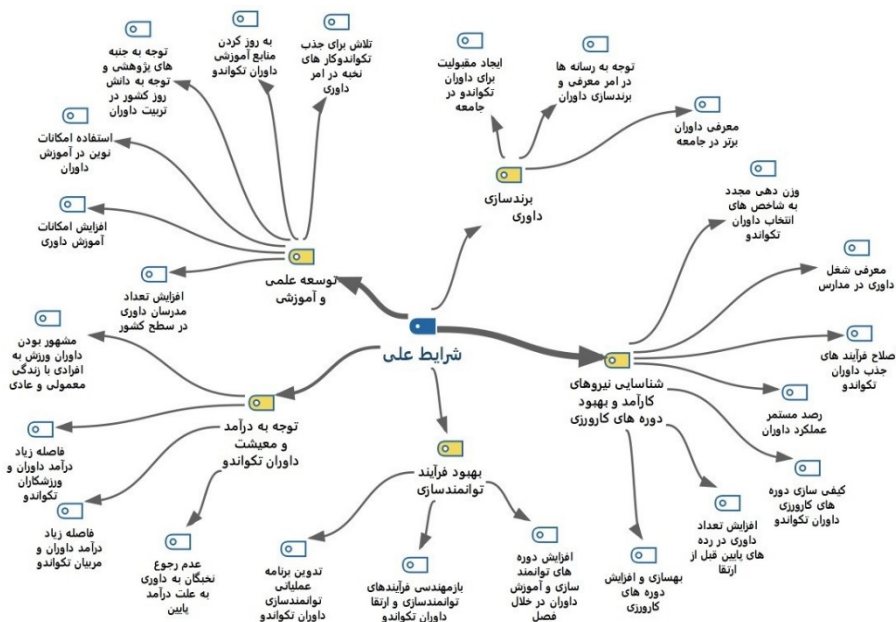 شرایط علی
برندسازی
داوری
ایجاد مقبولیت
برای داوران
تکواندو در
جامعه
توجه به رسانه ها
در امر معرفی و
برندسازی داوران
معرفی داوران
برتر در جامعه
توسعه علمی
و آموزشی
تلاش برای جذب
تکواندوکار های
نخبه در امر
داوری
به روز کردن
منابع آموزشی
داوران تکواندو
توجه به جنبه
های پژوهشی و
توجه به دانش
روز کشور در
تربیت داوران
استفاده امکانات
نوین در آموزش
داوران
افزایش امکانات
آموزش داوری
افزایش تعداد
مدرسان داوری
در سطح کشور
شناسایی نیروهای
کارآمد و بهبود
دوره های کارورزی
وزن دهی مجدد
به شاخص های
انتخاب داوران
تکواندو
معرفی شغل
داوری در مدارس
صلاح فرآیند های
جذب داوران
تکواندو
رصد مستمر
عملکرد داوران
کیفی سازی دوره
های کارورزی
داوران تکواندو
افزایش تعداد
داوری در رده
های پایین قبل از
ارتقا
بهسازی و افزایش
دوره های
کارورزی
توجه به درآمد
و معیشت
داوران تکواندو
مشهور بودن
داوران ورزش به
افرادی با زندگی
معمولی و عادی
فاصله زیاد
درآمد داوران و
ورزشکاران
تکواندو
فاصله زیاد
درآمد داوران و
مربیان تکواندو
عدم رجوع
نخبگان به داوری
به علت درآمد
پایین
بهبود فرآیند
توانمندسازی
تدوین برنامه
عملیاتی
توانمندسازی
داوران تکواندو
بازمهندسی فرآیندهای
توانمندسازی و ارتقا
داوران تکواندو
افزایش دوره
های توانمند
سازی و آموزش
داوران در خلال
فصل